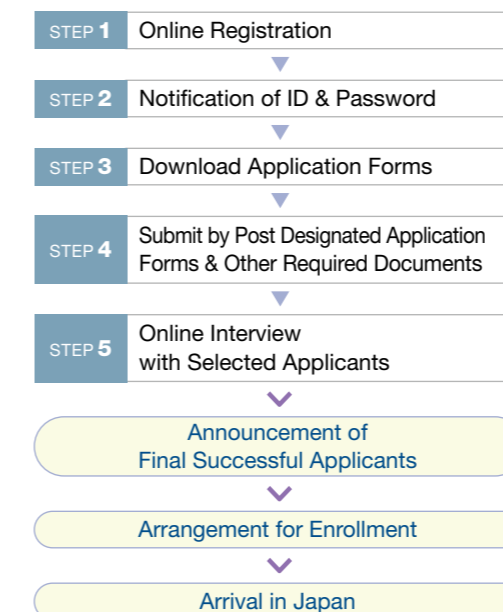 STEP 1 Online Registration
STEP 2 Notification of ID & Password
STEP 3 Download Application Forms
STEP 4 Submit by Post Designated Application
Forms & Other Required Documents
STEP 5 Online Interview
with Selected Applicants
Announcement of
Final Successful Applicants
Arrangement for Enrollment
Arrival in Japan